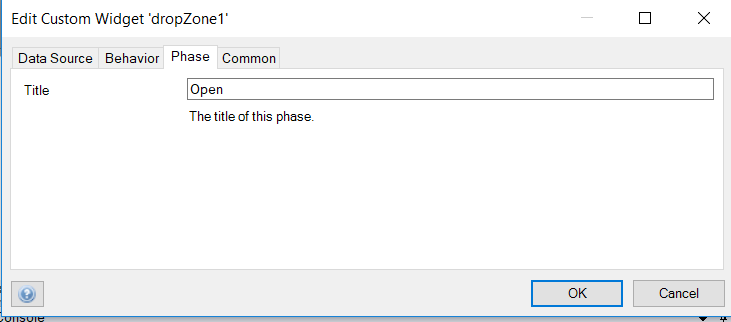 Edit Custom Widget 'dropZone1'
Data Source Behavior Phase Common
Title Open
The title of this phase.
OK Cancel